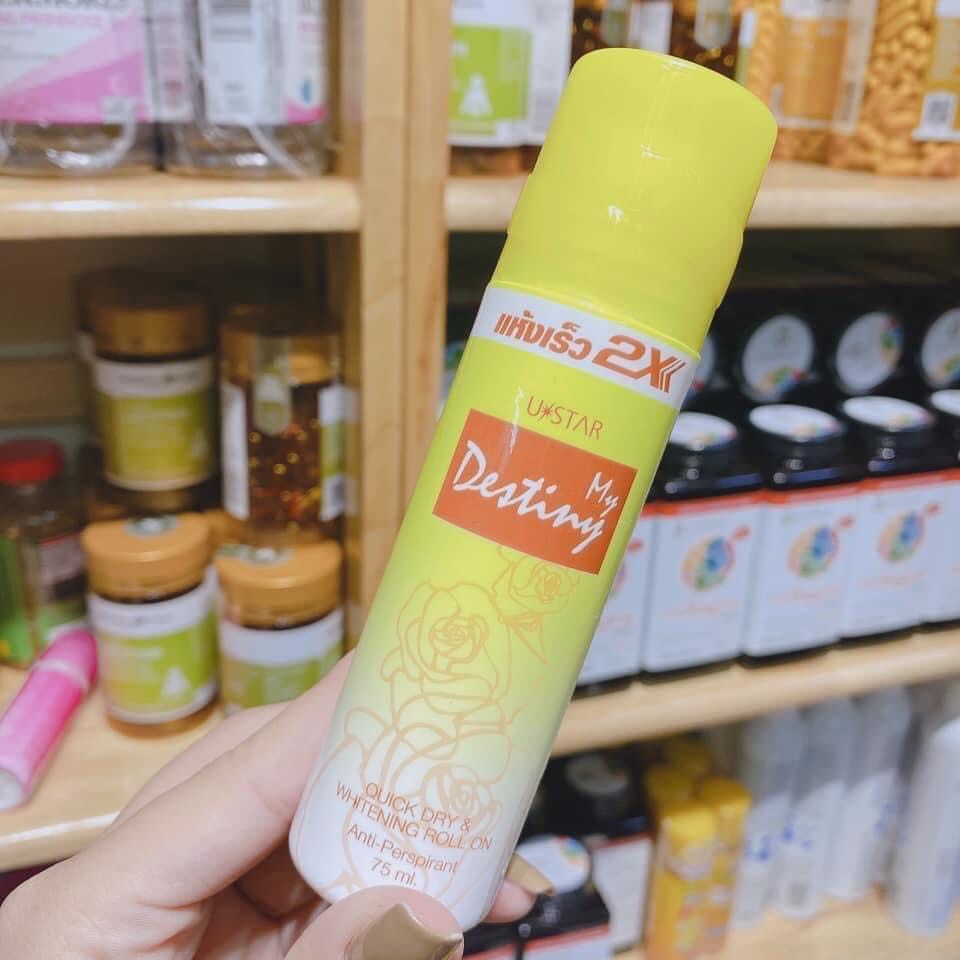 แห้งเร็ว 2X
U*STAR
My
Destiny
QUICK DRY &
WHITENING ROLL ON
Anti-Perspirant
75 ml.